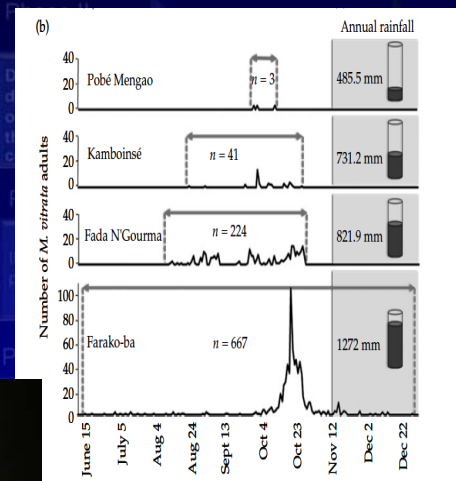 (b)
Annual rainfall
Number of M. vitrata adults
40
20
0
Pobé Mengao
n = 3
485.5 mm
40
20
0
Kamboinsé
n = 41
731.2 mm
40
20
0
Fada N'Gourma
n = 224
821.9 mm
100
80
60
40
20
0
Farako-ba
n = 667
1272 mm
June 15
July 5
Aug 4
Aug 24
Sept 13
Oct 4
Oct 23
Nov 12
Dec 2
Dec 22